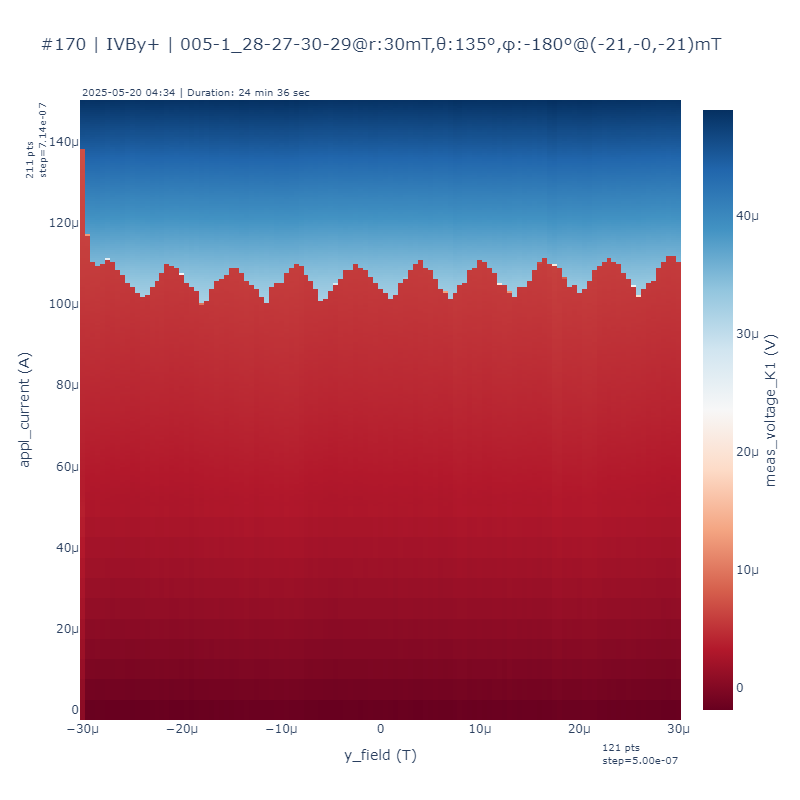 #170 | IVBy+ | 005-1_28-27-30-29@r:30mT,θ:135°,φ:-180°@(-21,-0,-21)mT
2025-05-20 04:34 | Duration: 24 min 36 sec
211 pts
step=7.14e-07
140µ
120µ
100µ
80µ
60µ
40µ
20µ
0
appl_current (A)
−30µ
−20µ
−10µ
0
10µ
20µ
30µ
y_field (T)
121 pts
step=5.00e-07
40µ
30µ
20µ
10µ
0
meas_voltage_K1 (V)